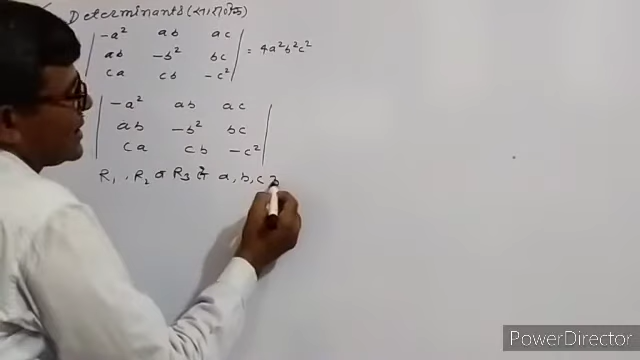 Determinants (सारणिक)
| -a² ab ac |
| ab -b² bc | = 4a²b²c²
| ca cb -c² |
| -a² ab ac |
| ab -b² bc |
| ca cb -c² |
R₁, R₂ व R₃ से a, b, c
PowerDirector